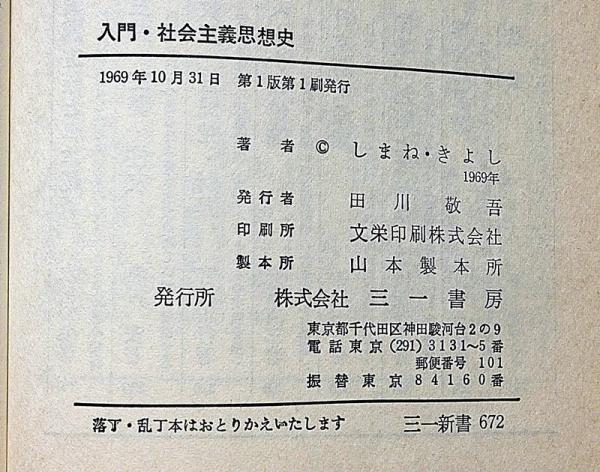 入門・社会主義思想史
1969年10月31日 第1版第1刷発行
著者 © しまね・きよし
1969年
発行者 田川敬吾
印刷所 文栄印刷株式会社
製本所 山本製本所
発行所 株式会社 三一書房
東京都千代田区神田駿河台2の9
電話東京(291)3131〜5番
郵便番号 101
振替東京84160番
落丁・乱丁本はおとりかえいたします 三一新書 672